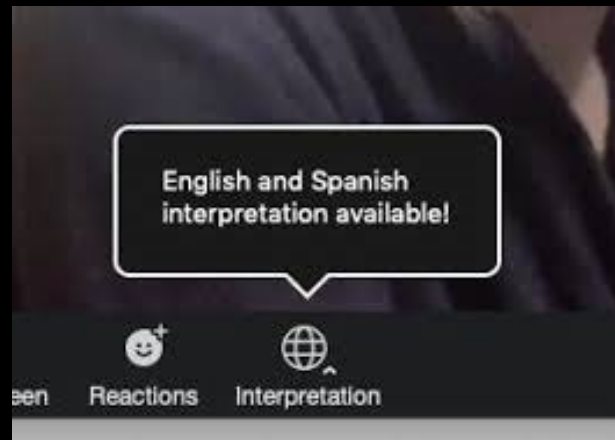 English and Spanish
interpretation available!
een Reactions Interpretation